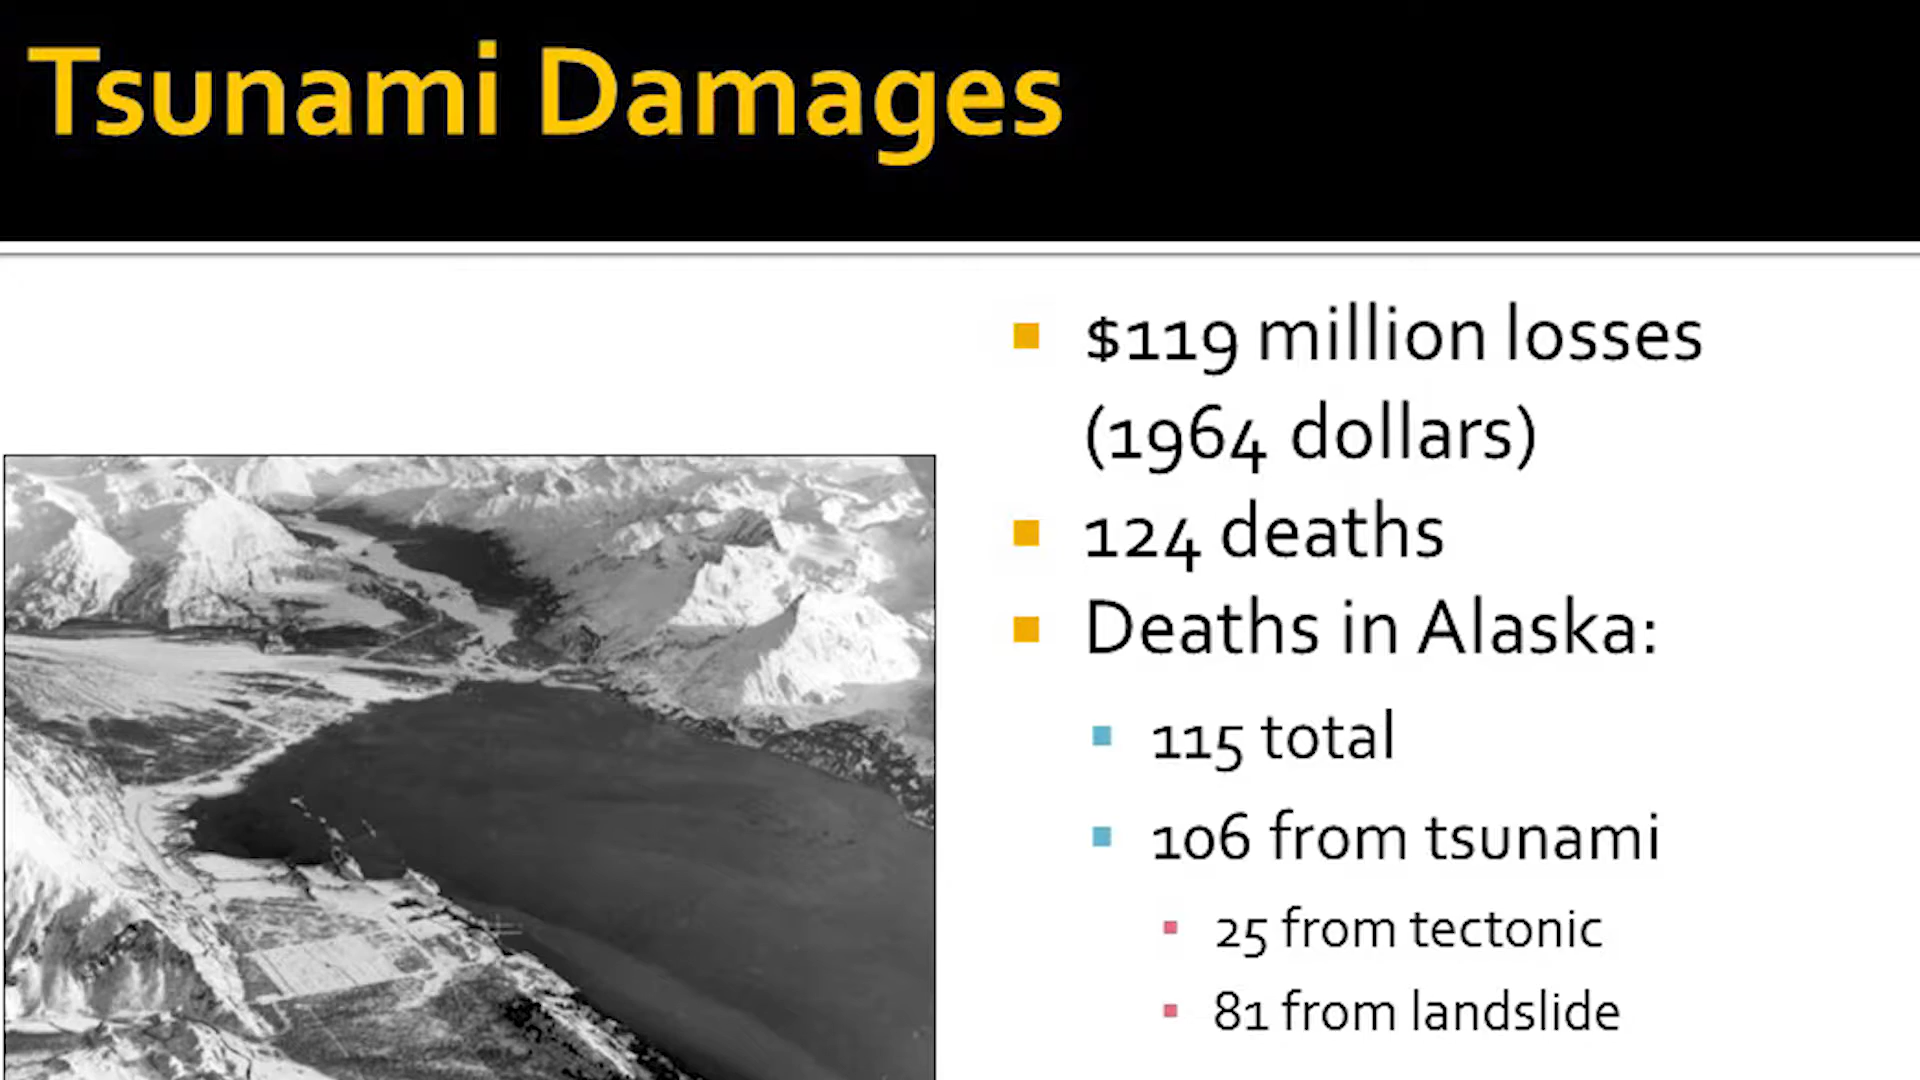 Tsunami Damages
$119 million losses
(1964 dollars)
124 deaths
Deaths in Alaska:
115 total
106 from tsunami
25 from tectonic
81 from landslide